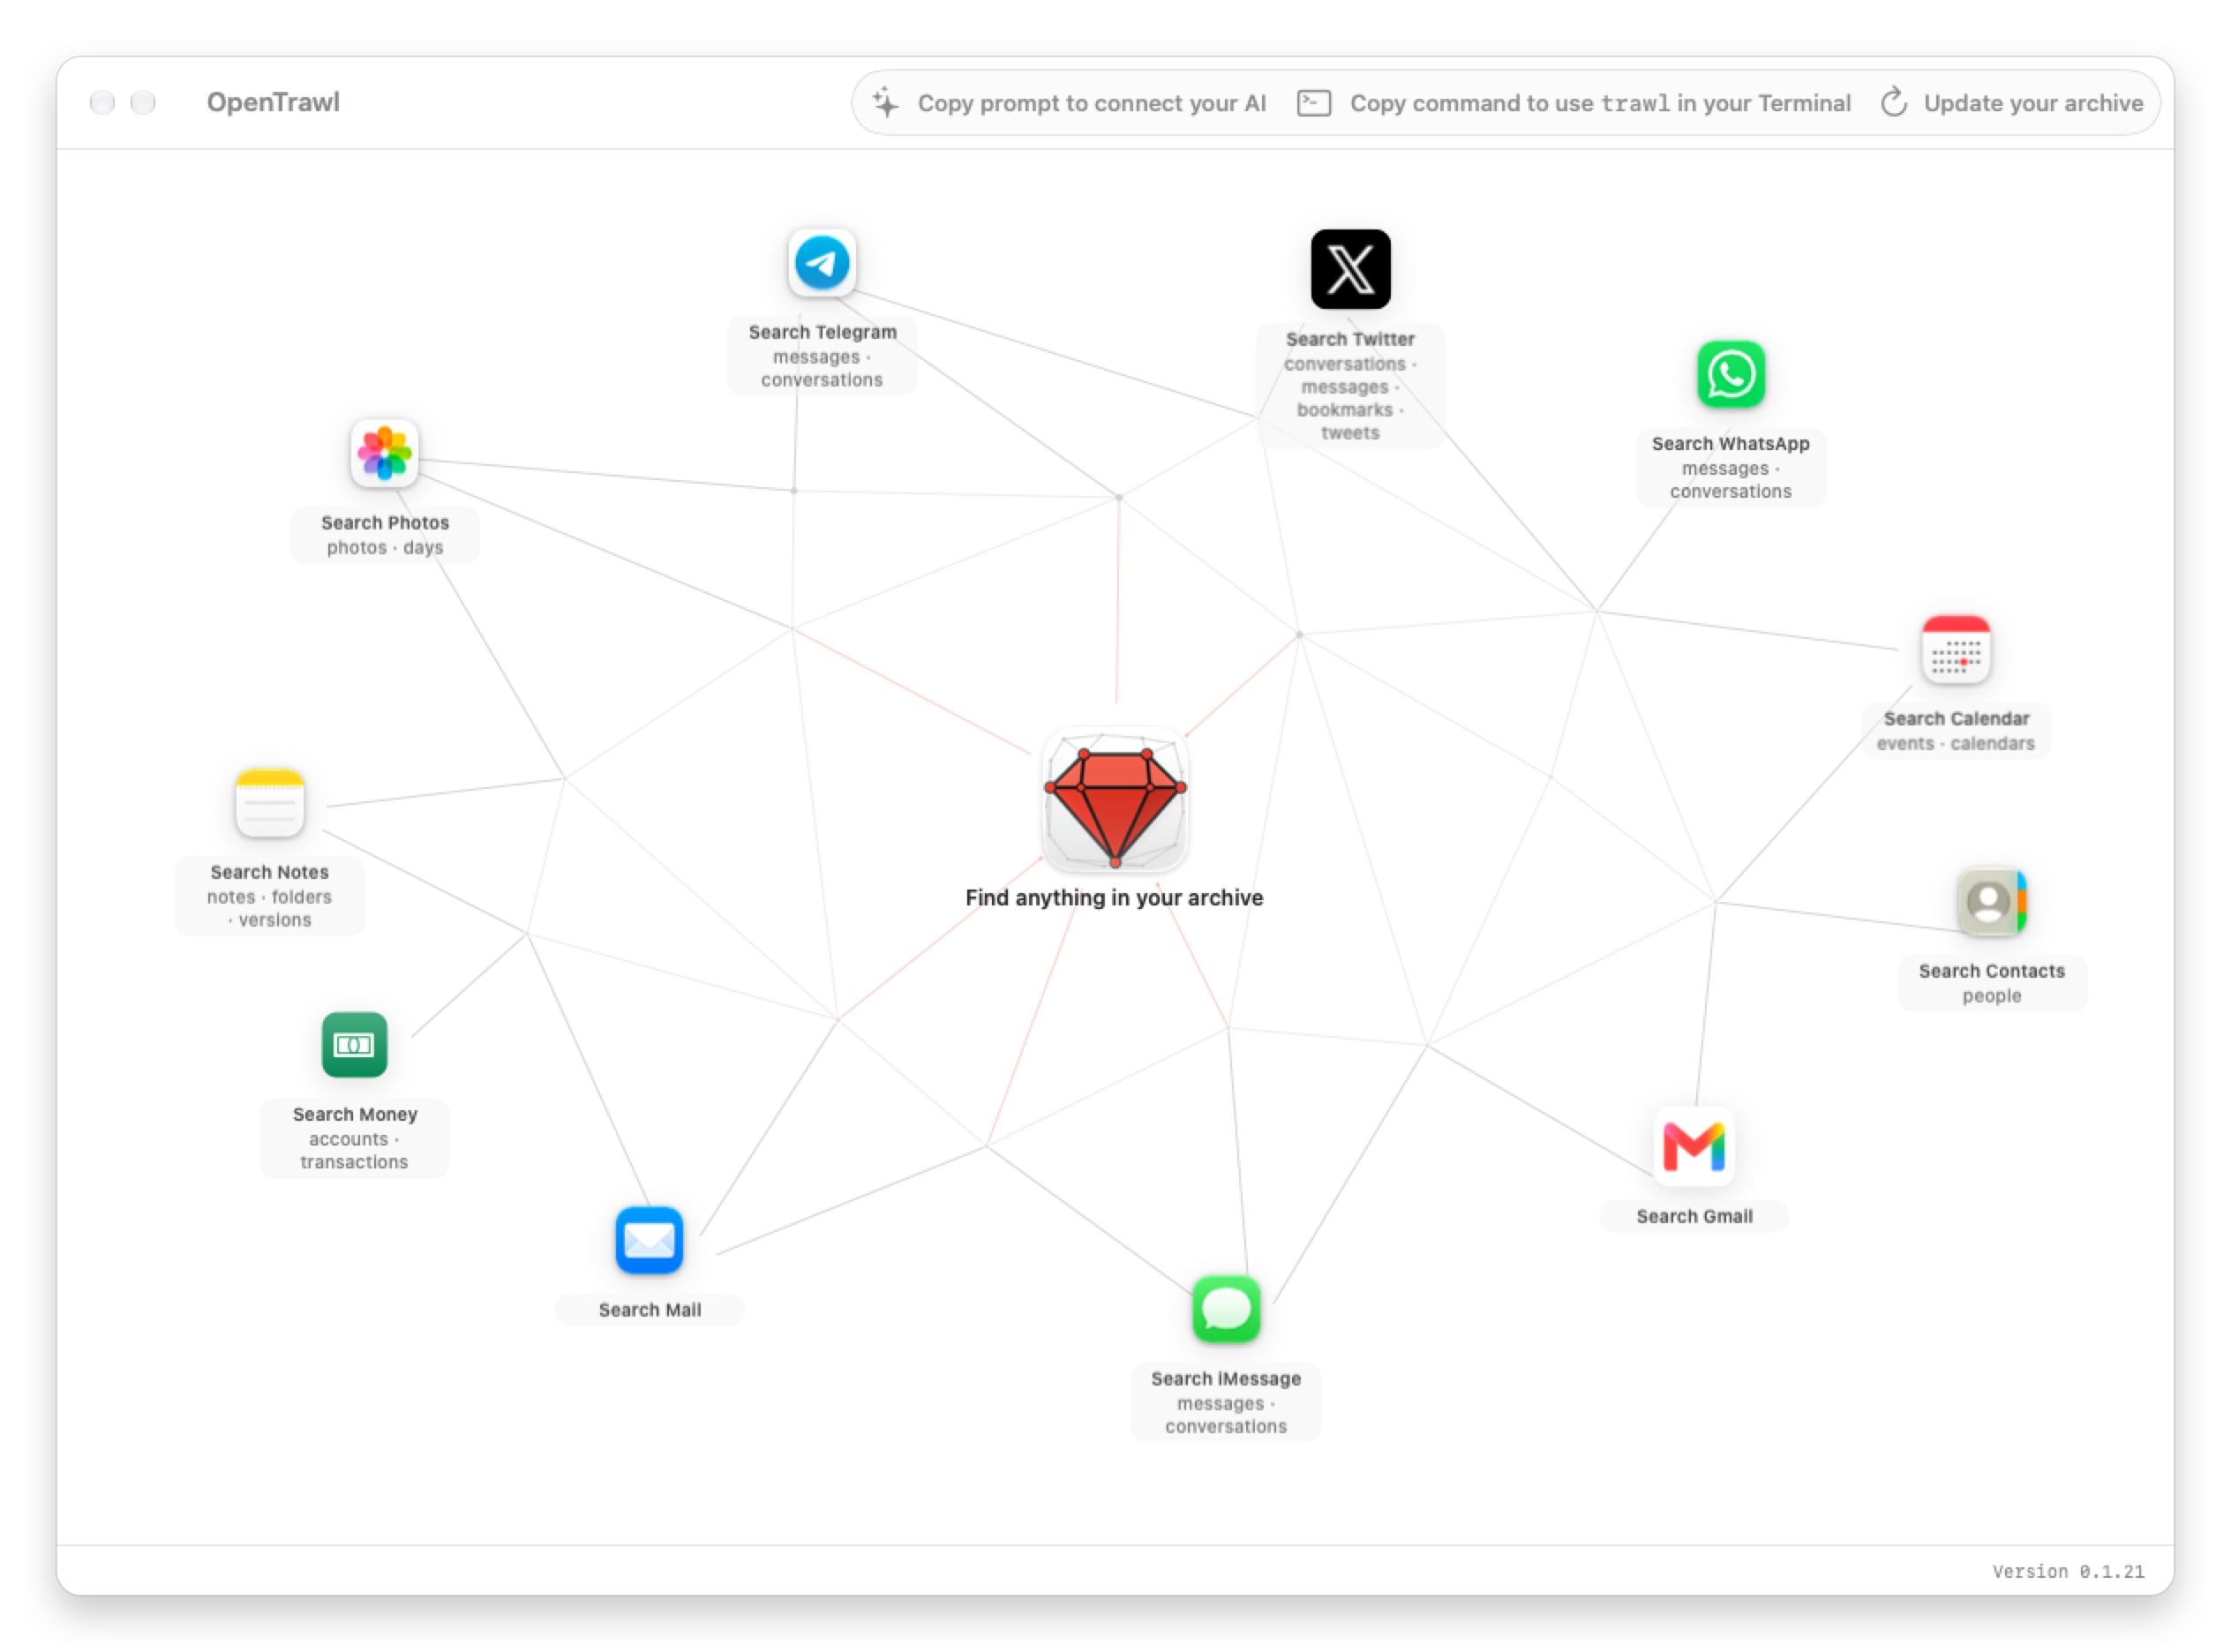 OpenTrawl
Copy prompt to connect your AI
Copy command to use trawl in your Terminal
Update your archive
Search Telegram
messages ·
conversations
Search Twitter
conversations ·
messages ·
bookmarks ·
tweets
Search WhatsApp
messages ·
conversations
Search Photos
photos · days
Search Calendar
events · calendars
Search Notes
notes · folders
· versions
Find anything in your archive
Search Contacts
people
Search Money
accounts ·
transactions
Search Gmail
Search Mail
Search iMessage
messages ·
conversations
Version 0.1.21